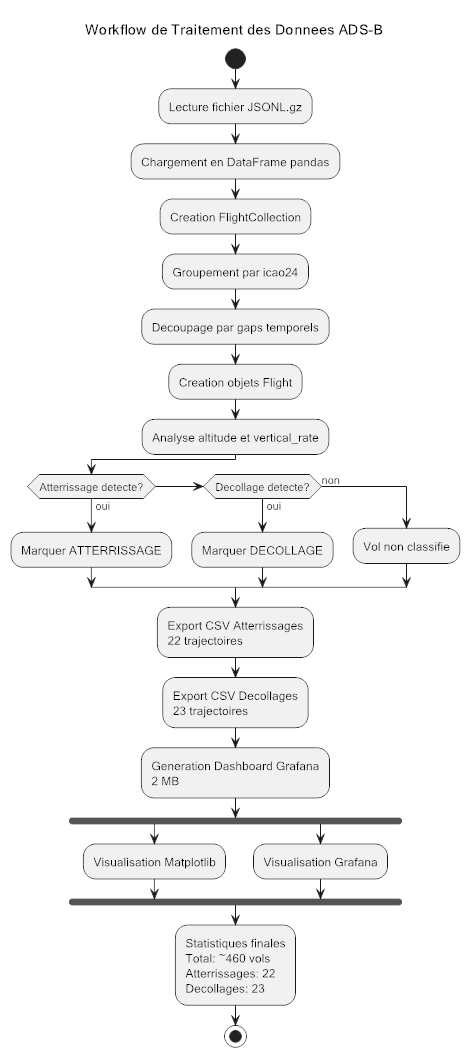 Workflow de Traitement des Donnees ADS-B
Lecture fichier JSONL.gz
Chargement en DataFrame pandas
Creation FlightCollection
Groupement par icao24
Decoupage par gaps temporels
Creation objets Flight
Analyse altitude et vertical_rate
Atterrissage detecte?
Decollage detecte?
non
oui
oui
Marquer ATTERRISSAGE
Marquer DECOLLAGE
Vol non classifie
Export CSV Atterrissages
22 trajectoires
Export CSV Decollages
23 trajectoires
Generation Dashboard Grafana
2 MB
Visualisation Matplotlib
Visualisation Grafana
Statistiques finales
Total: ~460 vols
Atterrissages: 22
Decollages: 23